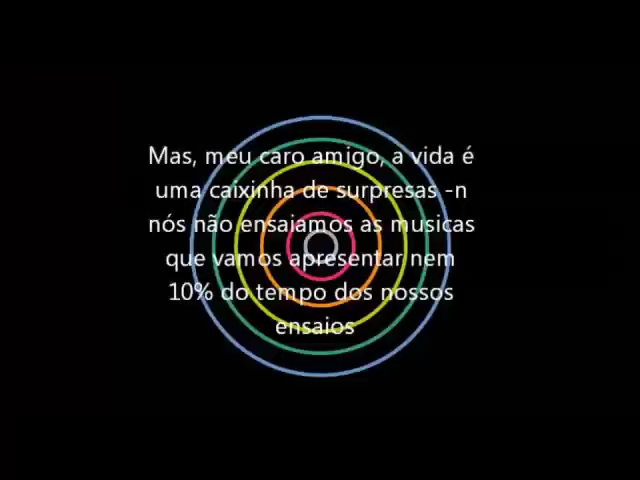 Mas, meu caro amigo, a vida é
uma caixinha de surpresas -n
nós não ensaiamos as musicas
que vamos apresentar nem
10% do tempo dos nossos
ensaios